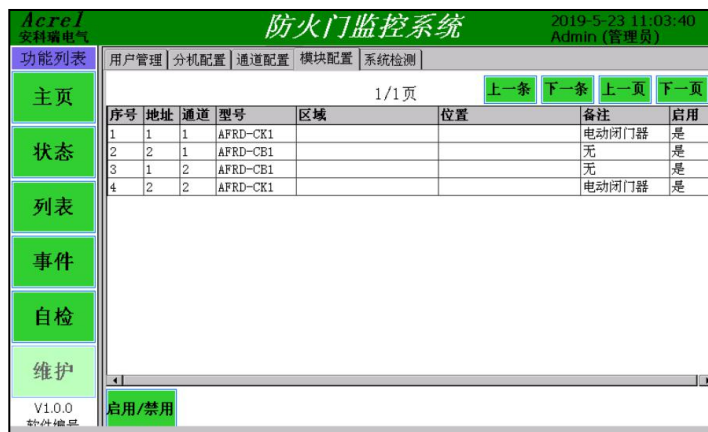 Acrel
安科瑞电气
防火门监控系统
2019-5-23 11:03:40
Admin (管理员)
功能列表
用户管理 分机配置 通道配置 模块配置 系统检测
主页
1/1页
上一条 下一条 上一页 下一页
序号 地址 通道 型号 区域 位置 备注 启用
1 1 1 AFRD-CK1 电动闭门器 是
2 2 1 AFRD-CB1 无 是
3 1 2 AFRD-CB1 无 是
4 2 2 AFRD-CK1 电动闭门器 是
状态
列表
事件
自检
维护
启用/禁用
V1.0.0
软件编号